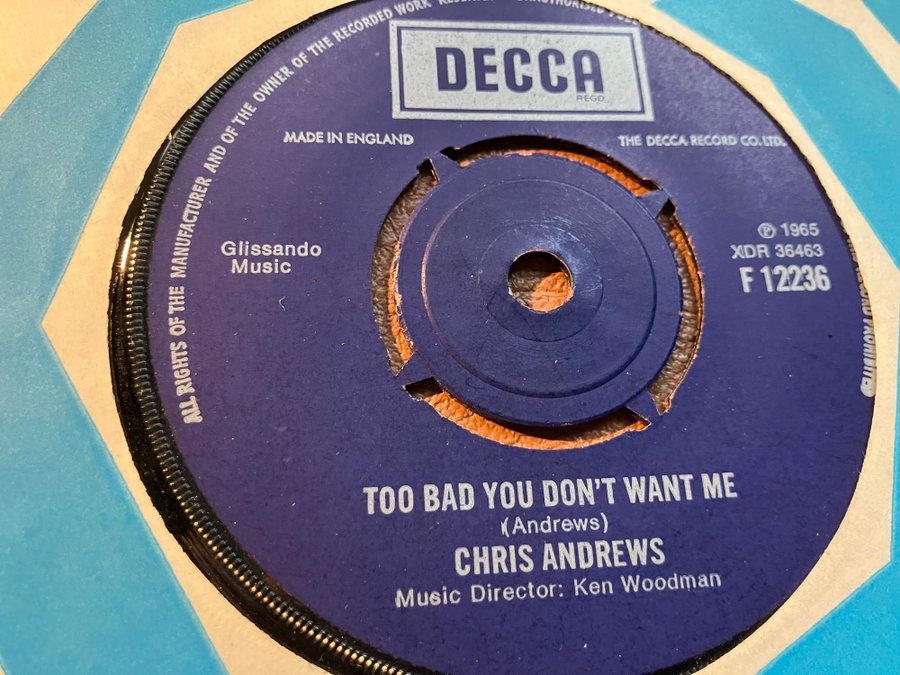 ALL RIGHTS OF THE MANUFACTURER AND OF THE OWNER OF THE RECORDED WORK
DECCA
REGD.
MADE IN ENGLAND
THE DECCA RECORD CO. LTD.
Glissando
Music
℗ 1965
XDR 36463
F 12236
TOO BAD YOU DON'T WANT ME
(Andrews)
CHRIS ANDREWS
Music Director: Ken Woodman